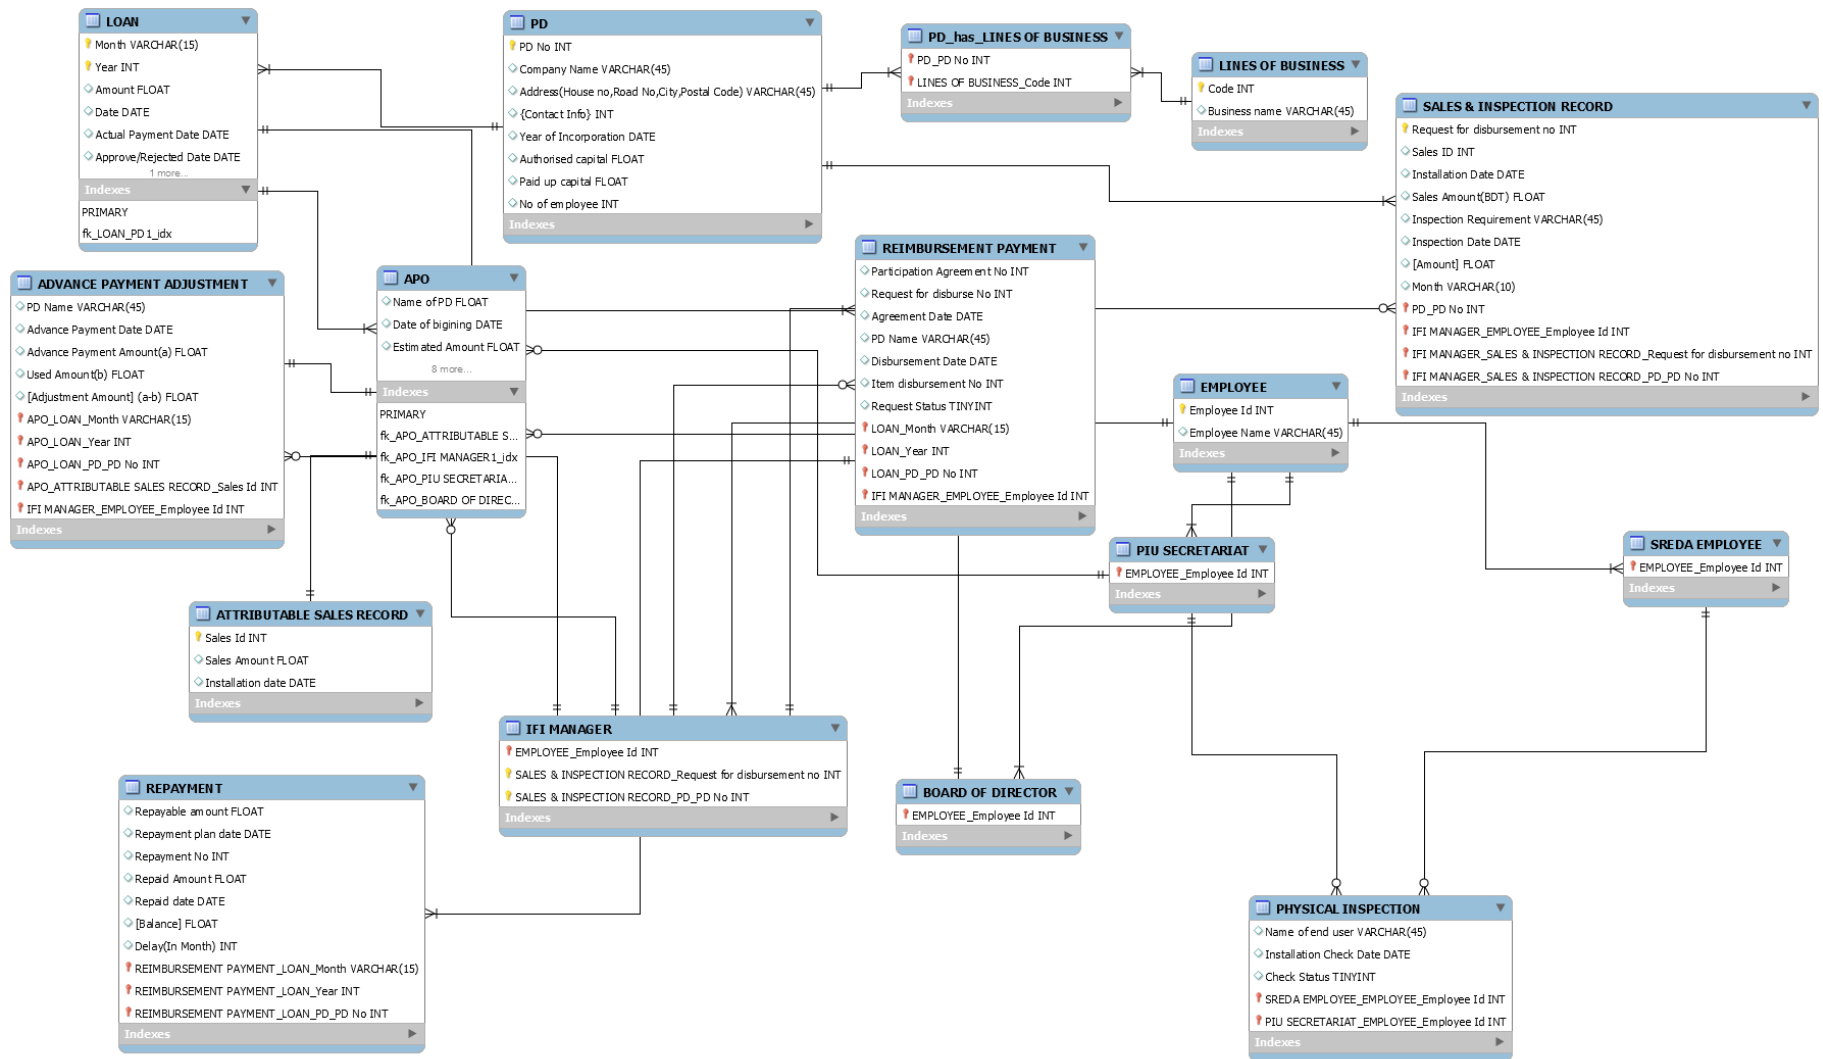 LOAN
Month VARCHAR(15)
Year INT
Amount FLOAT
Date DATE
Actual Payment Date DATE
Approve/Rejected Date DATE
1 more...
Indexes
PRIMARY
fk_LOAN_PD1_idx
PD
PD No INT
Company Name VARCHAR(45)
Address(House no,Road No,City,Postal Code) VARCHAR(45)
{Contact Info} INT
Year of Incorporation DATE
Authorised capital FLOAT
Paid up capital FLOAT
No of employee INT
Indexes
PD_has_LINES OF BUSINESS
PD_PD No INT
LINES OF BUSINESS_Code INT
Indexes
LINES OF BUSINESS
Code INT
Business name VARCHAR(45)
Indexes
SALES & INSPECTION RECORD
Request for disbursement no INT
Sales ID INT
Installation Date DATE
Sales Amount(BDT) FLOAT
Inspection Requirement VARCHAR(45)
Inspection Date DATE
[Amount] FLOAT
Month VARCHAR(10)
PD_PD No INT
IFI MANAGER_EMPLOYEE_Employee Id INT
IFI MANAGER_SALES & INSPECTION RECORD_Request for disbursement no INT
IFI MANAGER_SALES & INSPECTION RECORD_PD_PD No INT
Indexes
ADVANCE PAYMENT ADJUSTMENT
PD Name VARCHAR(45)
Advance Payment Date DATE
Advance Payment Amount(a) FLOAT
Used Amount(b) FLOAT
[Adjustment Amount] (a-b) FLOAT
APO_LOAN_Month VARCHAR(15)
APO_LOAN_Year INT
APO_LOAN_PD_PD No INT
APO_ATTRIBUTABLE SALES RECORD_Sales Id INT
IFI MANAGER_EMPLOYEE_Employee Id INT
Indexes
APO
Name of PD FLOAT
Date of bigining DATE
Estimated Amount FLOAT
8 more...
Indexes
PRIMARY
fk_APO_ATTRIBUTABLE S...
fk_APO_IFI MANAGER1_idx
fk_APO_PIU SECRETARIA...
fk_APO_BOARD OF DIREC...
REIMBURSEMENT PAYMENT
Participation Agreement No INT
Request for disburse No INT
Agreement Date DATE
PD Name VARCHAR(45)
Disbursement Date DATE
Item disbursement No INT
Request Status TINYINT
LOAN_Month VARCHAR(15)
LOAN_Year INT
LOAN_PD_PD No INT
IFI MANAGER_EMPLOYEE_Employee Id INT
Indexes
EMPLOYEE
Employee Id INT
Employee Name VARCHAR(45)
Indexes
PIU SECRETARIAT
EMPLOYEE_Employee Id INT
Indexes
SREDA EMPLOYEE
EMPLOYEE_Employee Id INT
Indexes
ATTRIBUTABLE SALES RECORD
Sales Id INT
Sales Amount FLOAT
Installation date DATE
Indexes
IFI MANAGER
EMPLOYEE_Employee Id INT
SALES & INSPECTION RECORD_Request for disbursement no INT
SALES & INSPECTION RECORD_PD_PD No INT
Indexes
BOARD OF DIRECTOR
EMPLOYEE_Employee Id INT
Indexes
REPAYMENT
Repayable amount FLOAT
Repayment plan date DATE
Repayment No INT
Repaid Amount FLOAT
Repaid date DATE
[Balance] FLOAT
Delay(In Month) INT
REIMBURSEMENT PAYMENT_LOAN_Month VARCHAR(15)
REIMBURSEMENT PAYMENT_LOAN_Year INT
REIMBURSEMENT PAYMENT_LOAN_PD_PD No INT
Indexes
PHYSICAL INSPECTION
Name of end user VARCHAR(45)
Installation Check Date DATE
Check Status TINYINT
SREDA EMPLOYEE_EMPLOYEE_Employee Id INT
PIU SECRETARIAT_EMPLOYEE_Employee Id INT
Indexes